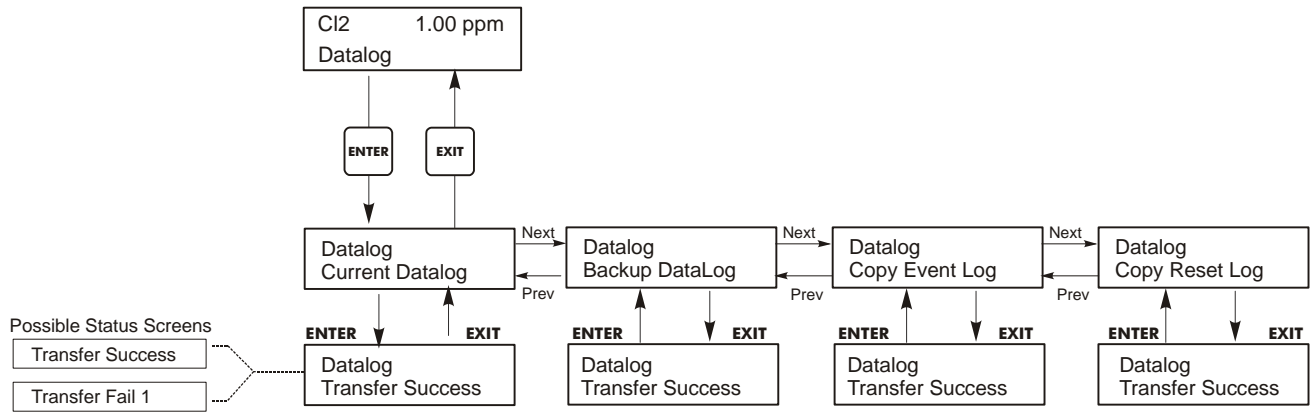 Cl2 1.00 ppm
Datalog
ENTER EXIT
Datalog
Current Datalog
Next
Prev
Datalog
Backup DataLog
Next
Prev
Datalog
Copy Event Log
Next
Prev
Datalog
Copy Reset Log
Possible Status Screens
Transfer Success
Transfer Fail 1
ENTER EXIT
Datalog
Transfer Success
ENTER EXIT
Datalog
Transfer Success
ENTER EXIT
Datalog
Transfer Success
ENTER EXIT
Datalog
Transfer Success